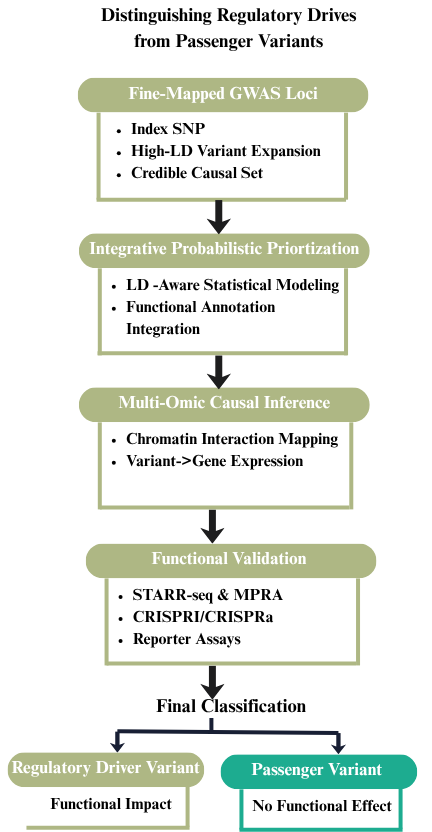 Distinguishing Regulatory Drives
from Passenger Variants
Fine-Mapped GWAS Loci
• Index SNP
• High-LD Variant Expansion
• Credible Causal Set
Integrative Probabilistic Priortization
• LD -Aware Statistical Modeling
• Functional Annotation
Integration
Multi-Omic Causal Inference
• Chromatin Interaction Mapping
• Variant->Gene Expression
Functional Validation
• STARR-seq & MPRA
• CRISPRI/CRISPRa
• Reporter Assays
Final Classification
Regulatory Driver Variant
Functional Impact
Passenger Variant
No Functional Effect